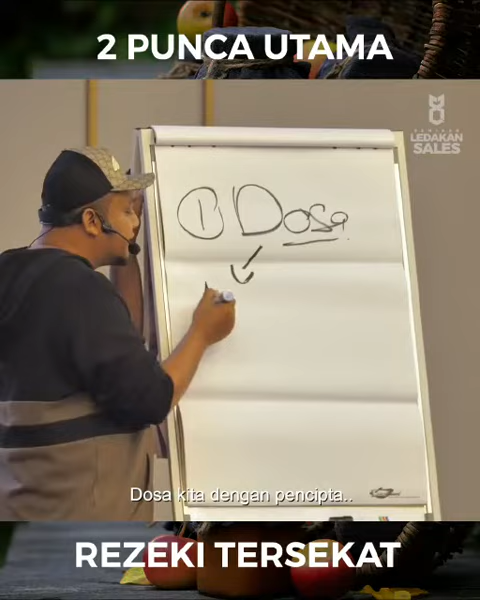 2 PUNCA UTAMA
LEDAKAN
SALES
1 Dosa
Dosa kita dengan pencipta..
REZEKI TERSEKAT